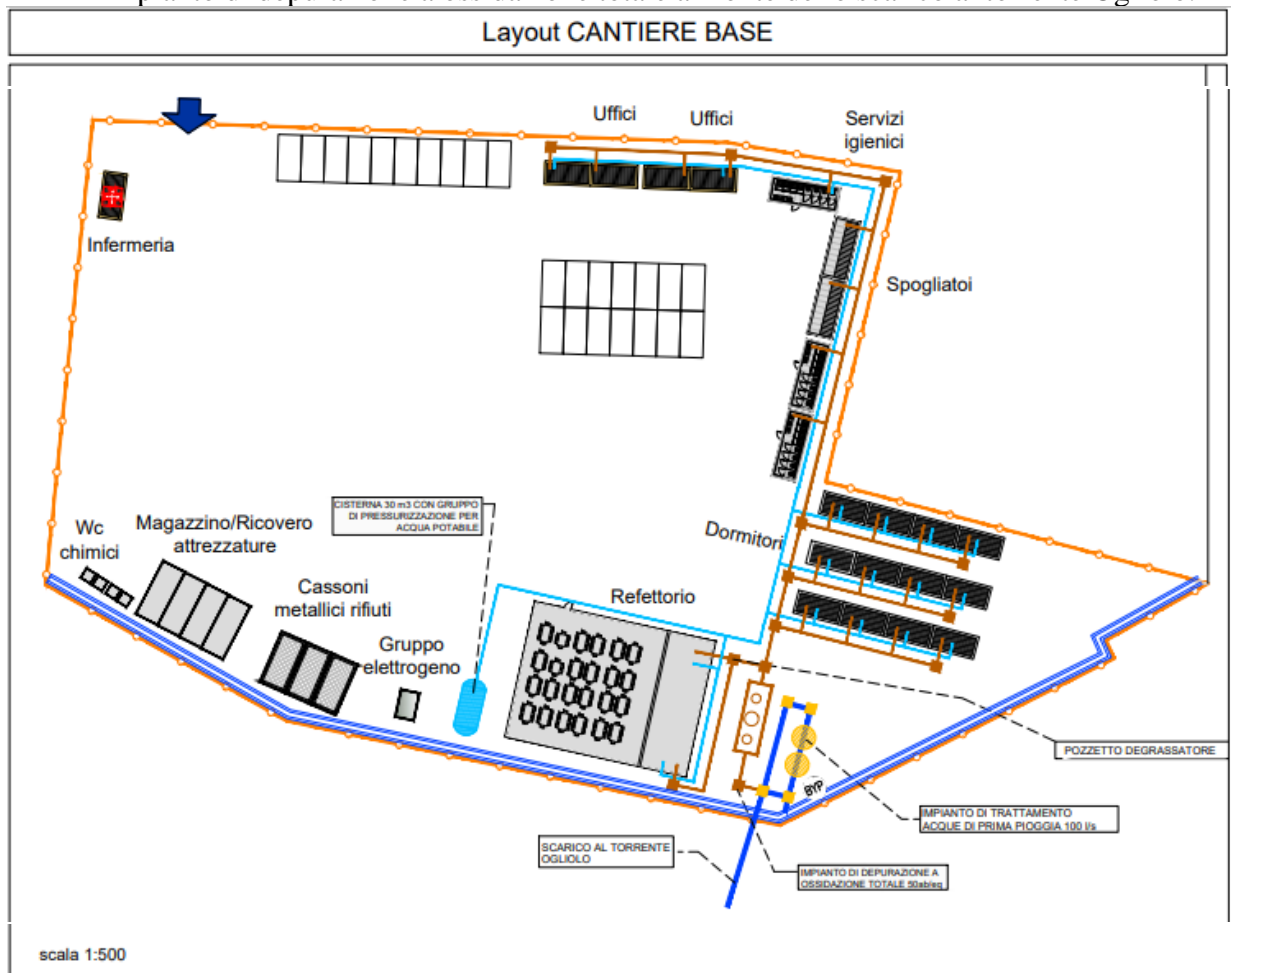 Layout CANTIERE BASE
Uffici
Uffici
Servizi
igienici
Infermeria
Spogliatoi
CISTERNA 30 m3 CON GRUPPO
DI PRESSURIZZAZIONE PER
ACQUA POTABILE
Wc
chimici
Magazzino/Ricovero
attrezzature
Dormitori
Cassoni
metallici rifiuti
Refettorio
Gruppo
elettrogeno
POZZETTO DEGRASSATORE
BYP
IMPIANTO DI TRATTAMENTO
ACQUE DI PRIMA PIOGGIA 100 l/s
SCARICO AL TORRENTE
OGLIOLO
IMPIANTO DI DEPURAZIONE A
OSSIDAZIONE TOTALE 50ab/eq
scala 1:500